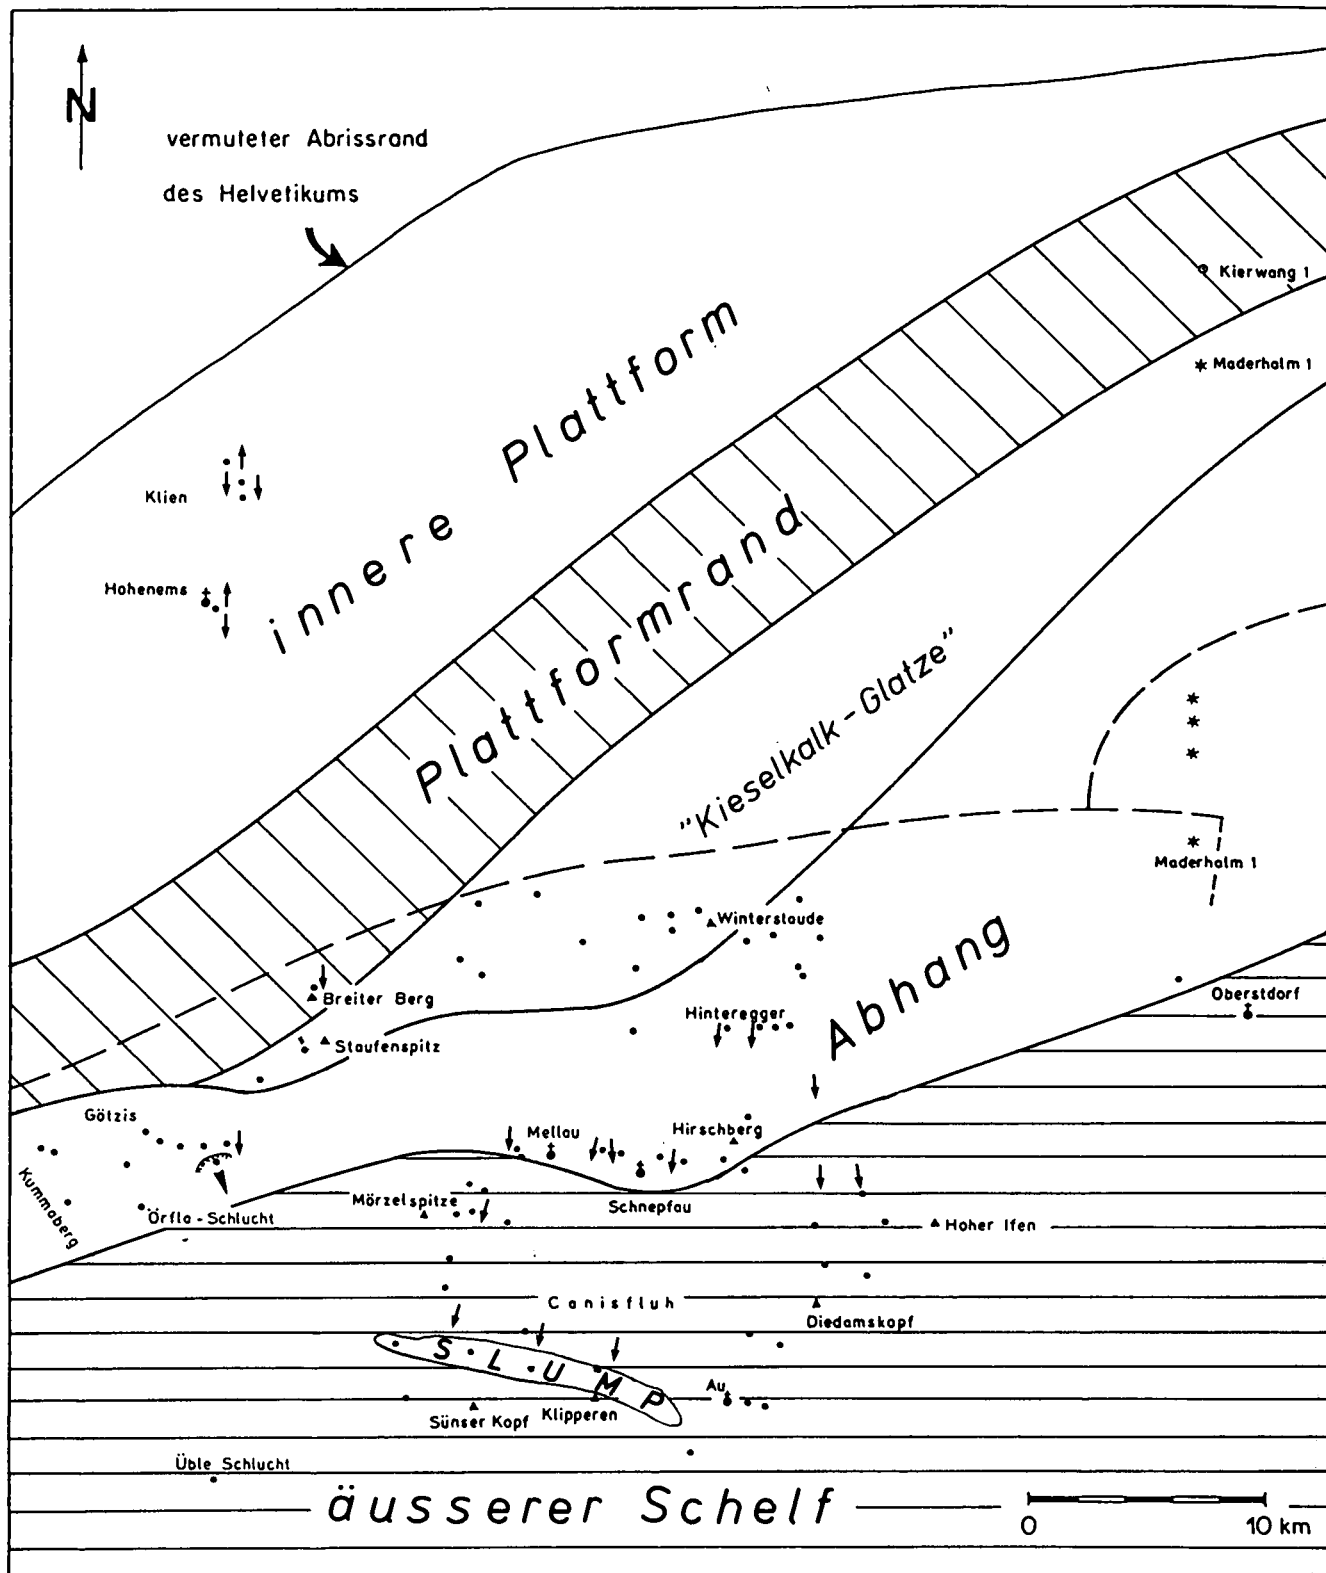 N
vermuteter Abrissrand
des Helvetikums
Kierwang 1
Maderhalm 1
innere Plattform
Klien
Hohenems
Plattformrand
"Kieselkalk-Glatze"
Maderhalm 1
Winterstaude
Abhang
Oberstdorf
Breiter Berg
Hinteregger
Staufenspitz
Götzis
Mellau
Hirschberg
Kummaberg
Mörzelspitze
Schnepfau
Örfla-Schlucht
Hoher Ifen
Canisfluh
Diedamskopf
SLUMP
Au
Sünser Kopf
Klipperen
Üble Schlucht
äusserer Schelf
0 10 km